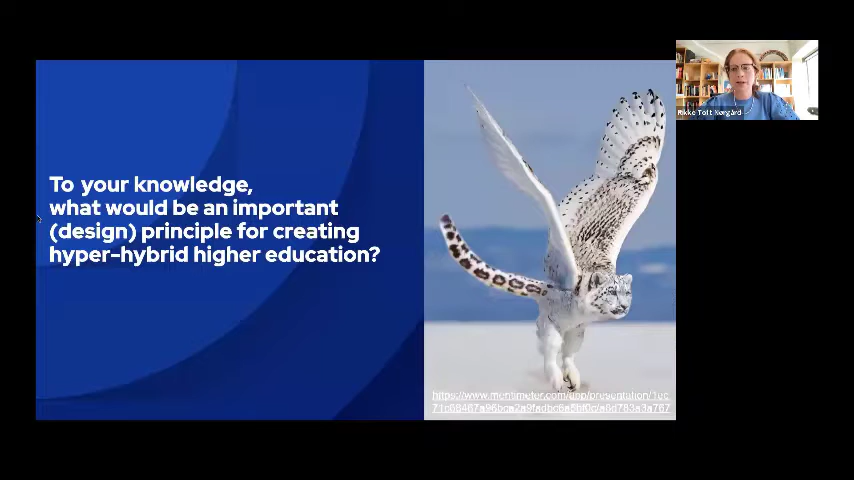 To your knowledge,
what would be an important
(design) principle for creating
hyper-hybrid higher education?
Rikke Toft Nørgård